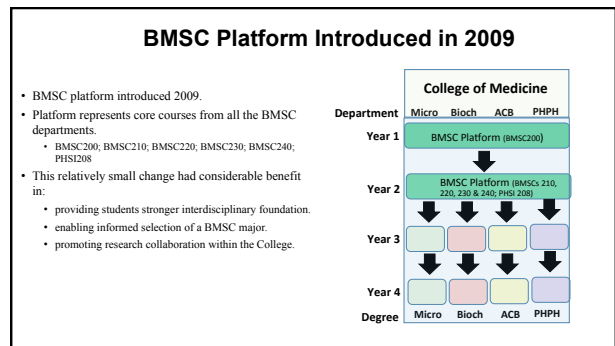 BMSC Platform Introduced in 2009
• BMSC platform introduced 2009.
• Platform represents core courses from all the BMSC
departments.
• BMSC200; BMSC210; BMSC220; BMSC230; BMSC240;
PHSI208
• This relatively small change had considerable benefit
in:
• providing students stronger interdisciplinary foundation.
• enabling informed selection of a BMSC major.
• promoting research collaboration within the College.
College of Medicine
Department Micro Bioch ACB PHPH
Year 1 BMSC Platform (BMSC200)
Year 2 BMSC Platform (BMSCs 210,
220, 230 & 240; PHSI 208)
Year 3
Year 4
Degree Micro Bioch ACB PHPH